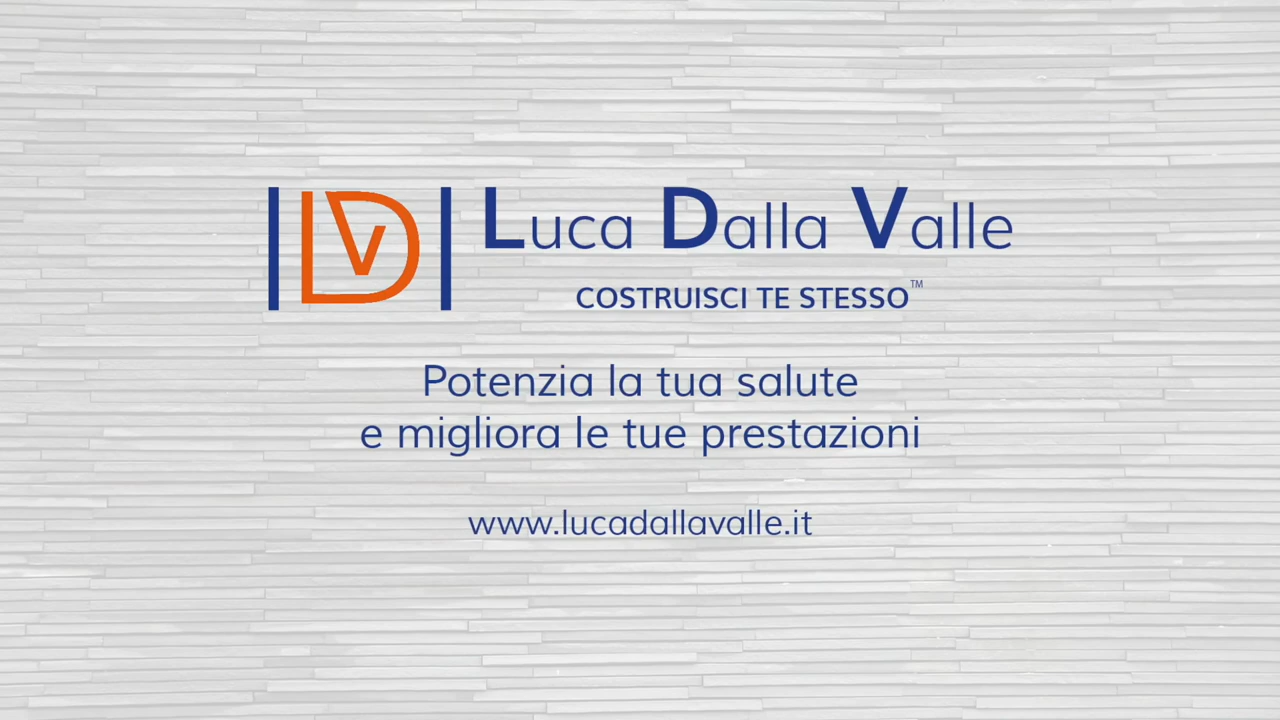 Luca Dalla Valle
COSTRUISCI TE STESSO™
Potenzia la tua salute
e migliora le tue prestazioni
www.lucadallavalle.it